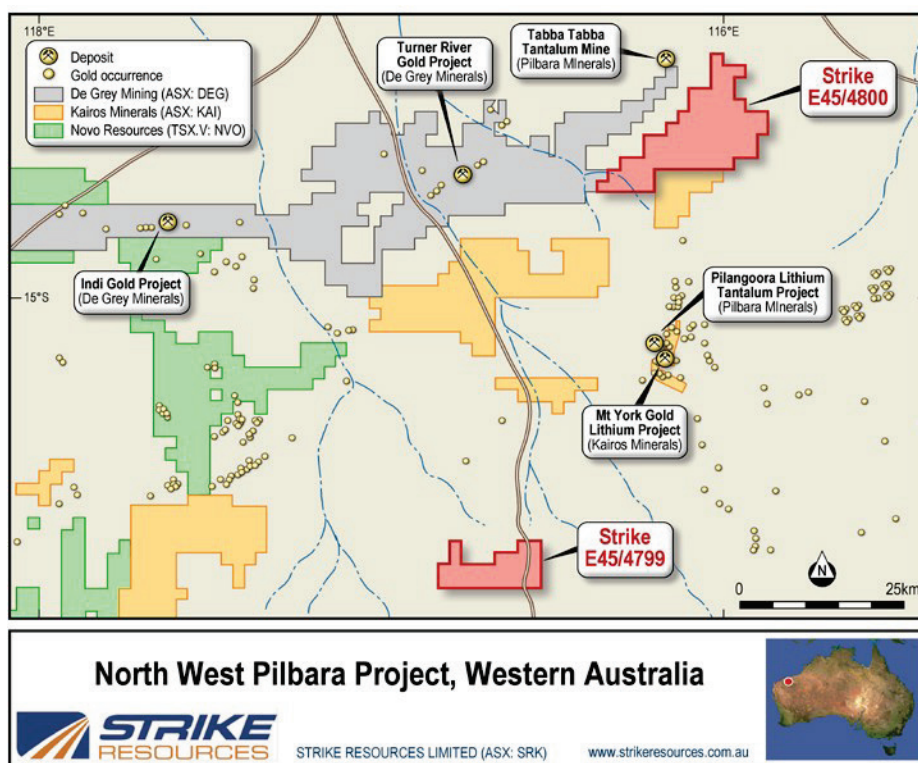 118°E
116°E
Deposit
Gold occurrence
De Grey Mining (ASX: DEG)
Kairos Minerals (ASX: KAI)
Novo Resources (TSX.V: NVO)
Turner River
Gold Project
(De Grey Minerals)
Tabba Tabba
Tantalum Mine
(Pilbara MInerals)
Strike
E45/4800
Indi Gold Project
(De Grey Minerals)
15°S
Pilangoora Lithium
Tantalum Project
(Pilbara MInerals)
Mt York Gold
Lithium Project
(Kairos Minerals)
Strike
E45/4799
N
0 25km
North West Pilbara Project, Western Australia
STRIKE
RESOURCES
STRIKE RESOURCES LIMITED (ASX: SRK) www.strikeresources.com.au